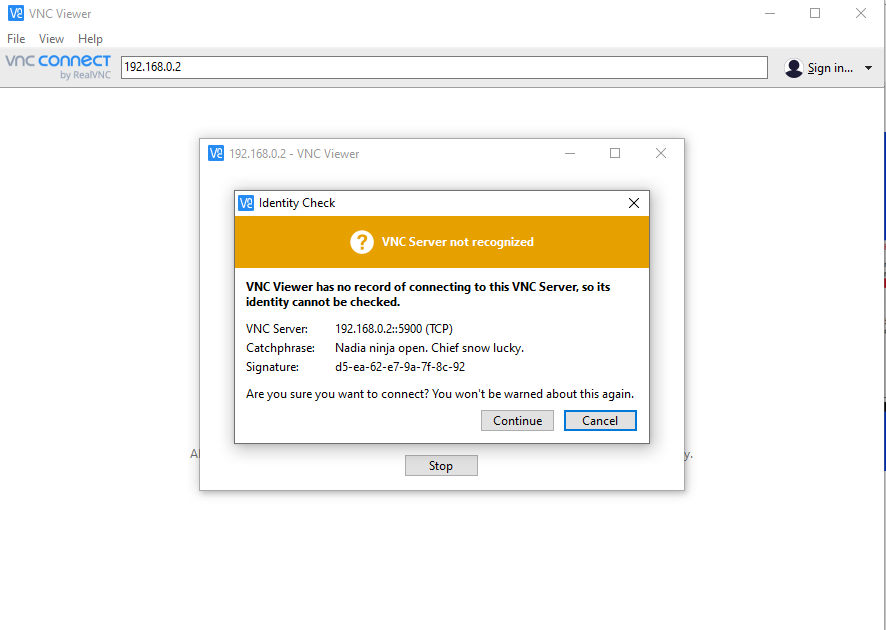 VNC Viewer
File View Help
vnc connect
by RealVNC
192.168.0.2
Sign in...
192.168.0.2 - VNC Viewer
Identity Check
? VNC Server not recognized
VNC Viewer has no record of connecting to this VNC Server, so its
identity cannot be checked.
VNC Server: 192.168.0.2::5900 (TCP)
Catchphrase: Nadia ninja open. Chief snow lucky.
Signature: d5-ea-62-e7-9a-7f-8c-92
Are you sure you want to connect? You won't be warned about this again.
Continue Cancel
Stop